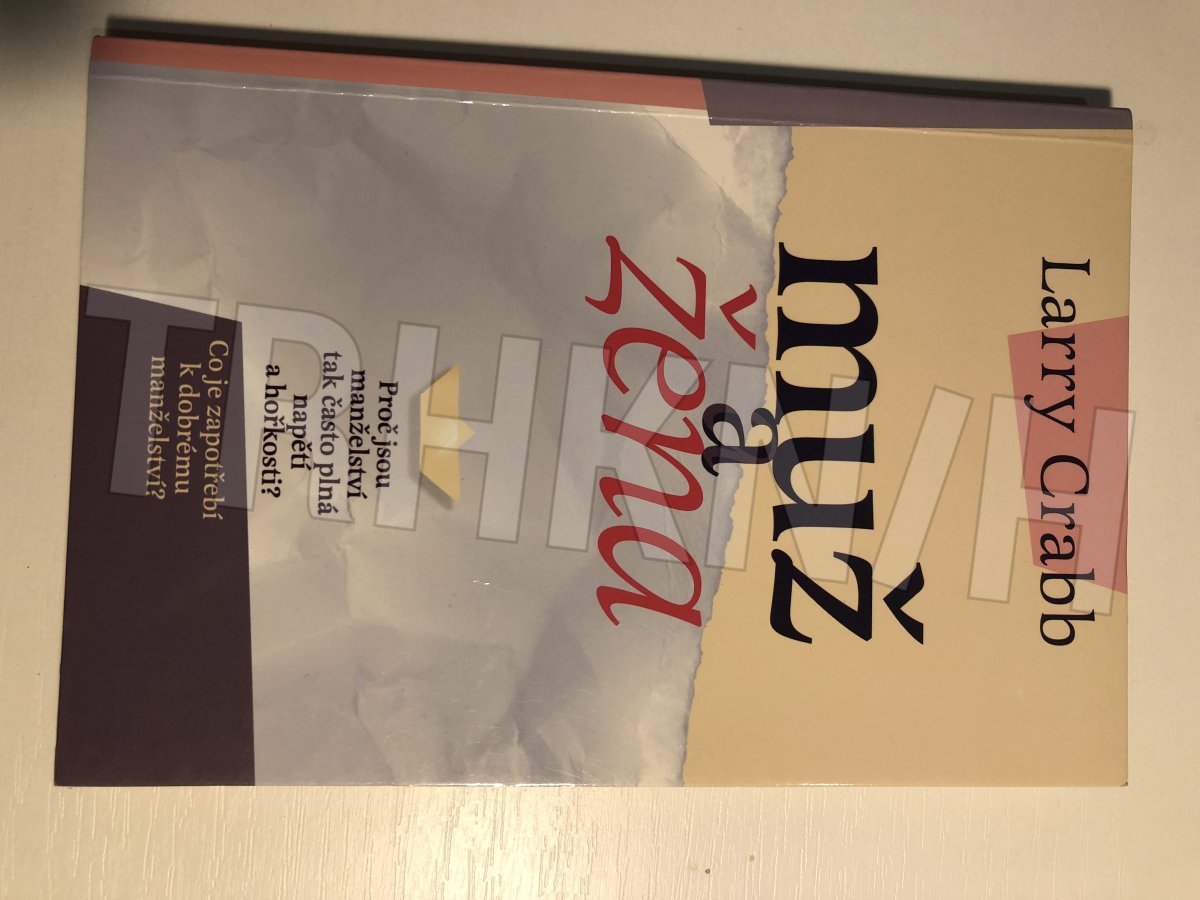 Larry Crabb
muž
a
žena
Proč jsou
manželství
tak často plná
napětí
a hořkosti?
Co je zapotřebí
k dobrému
manželství?
TRHKNIH